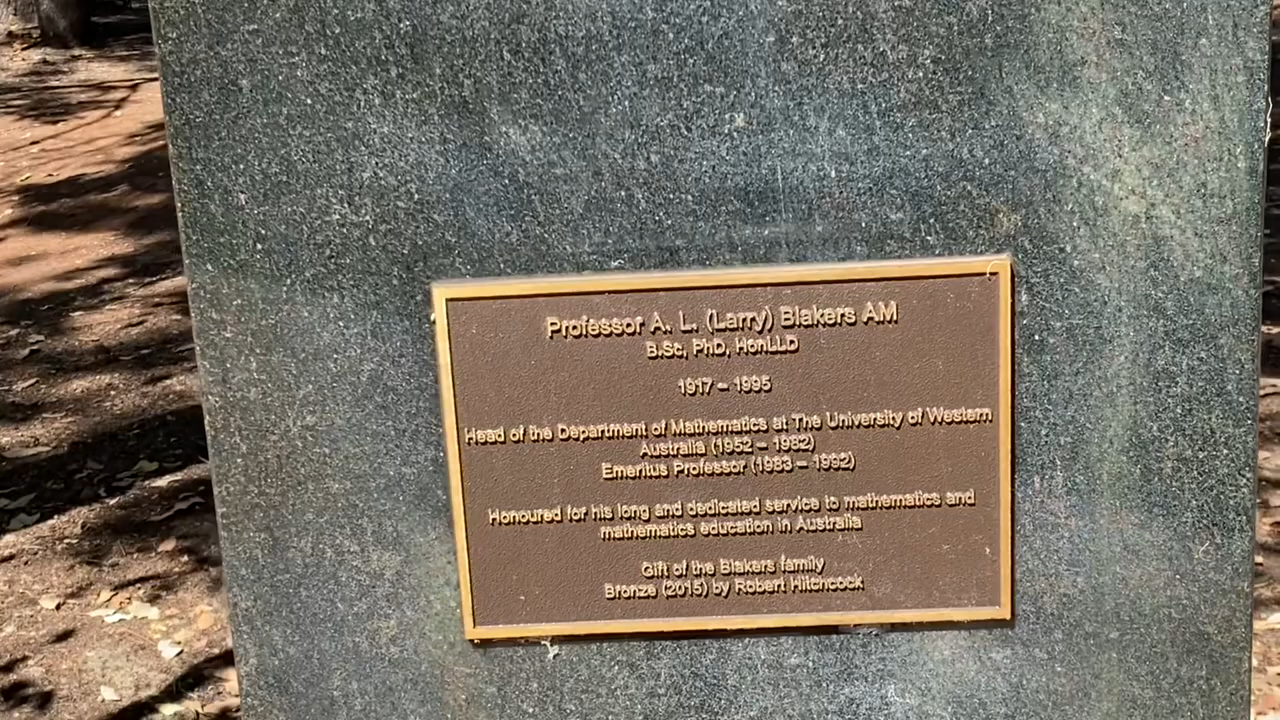 Professor A. L. (Larry) Blakers AM
B.Sc, PhD, HonLLD
1917 – 1995
Head of the Department of Mathematics at The University of Western
Australia (1952 – 1982)
Emeritus Professor (1983 – 1992)
Honoured for his long and dedicated service to mathematics and
mathematics education in Australia
Gift of the Blakers family
Bronze (2015) by Robert Hitchcock